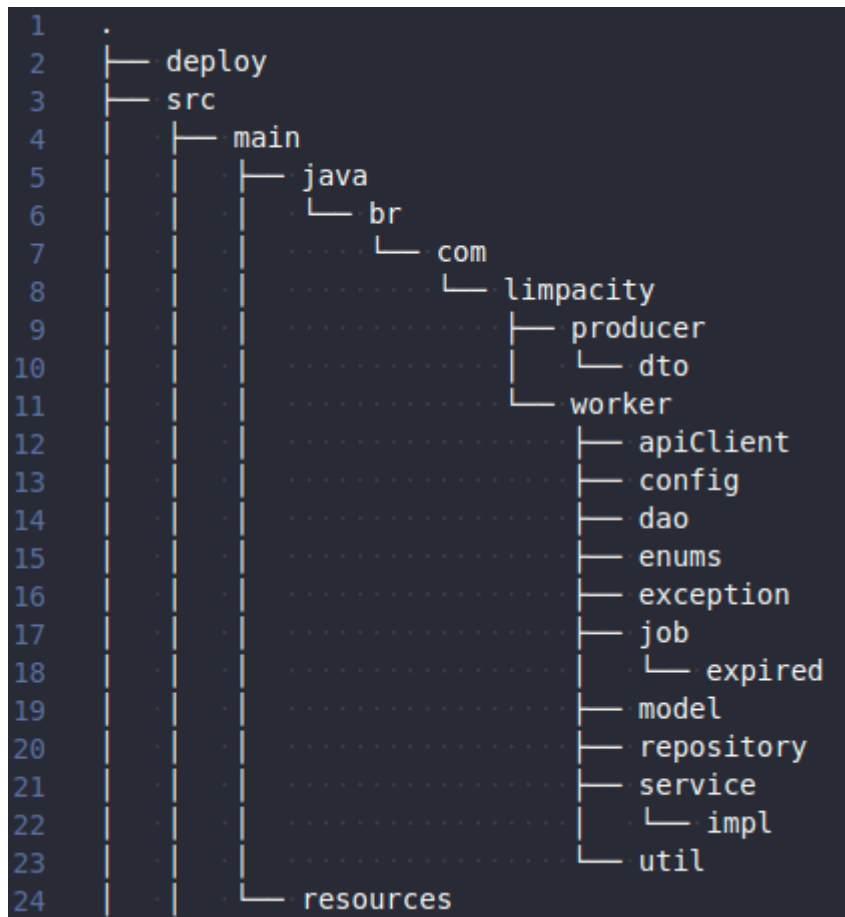 1 .
2 ├── deploy
3 ├── src
4 │   ├── main
5 │   │   ├── java
6 │   │   │   └── br
7 │   │   │       └── com
8 │   │   │           └── limpacity
9 │   │   │               ├── producer
10 │   │   │               │   └── dto
11 │   │   │               └── worker
12 │   │   │                   ├── apiClient
13 │   │   │                   ├── config
14 │   │   │                   ├── dao
15 │   │   │                   ├── enums
16 │   │   │                   ├── exception
17 │   │   │                   ├── job
18 │   │   │                   │   └── expired
19 │   │   │                   ├── model
20 │   │   │                   ├── repository
21 │   │   │                   ├── service
22 │   │   │                   │   └── impl
23 │   │   │                   └── util
24 │   │   └── resources